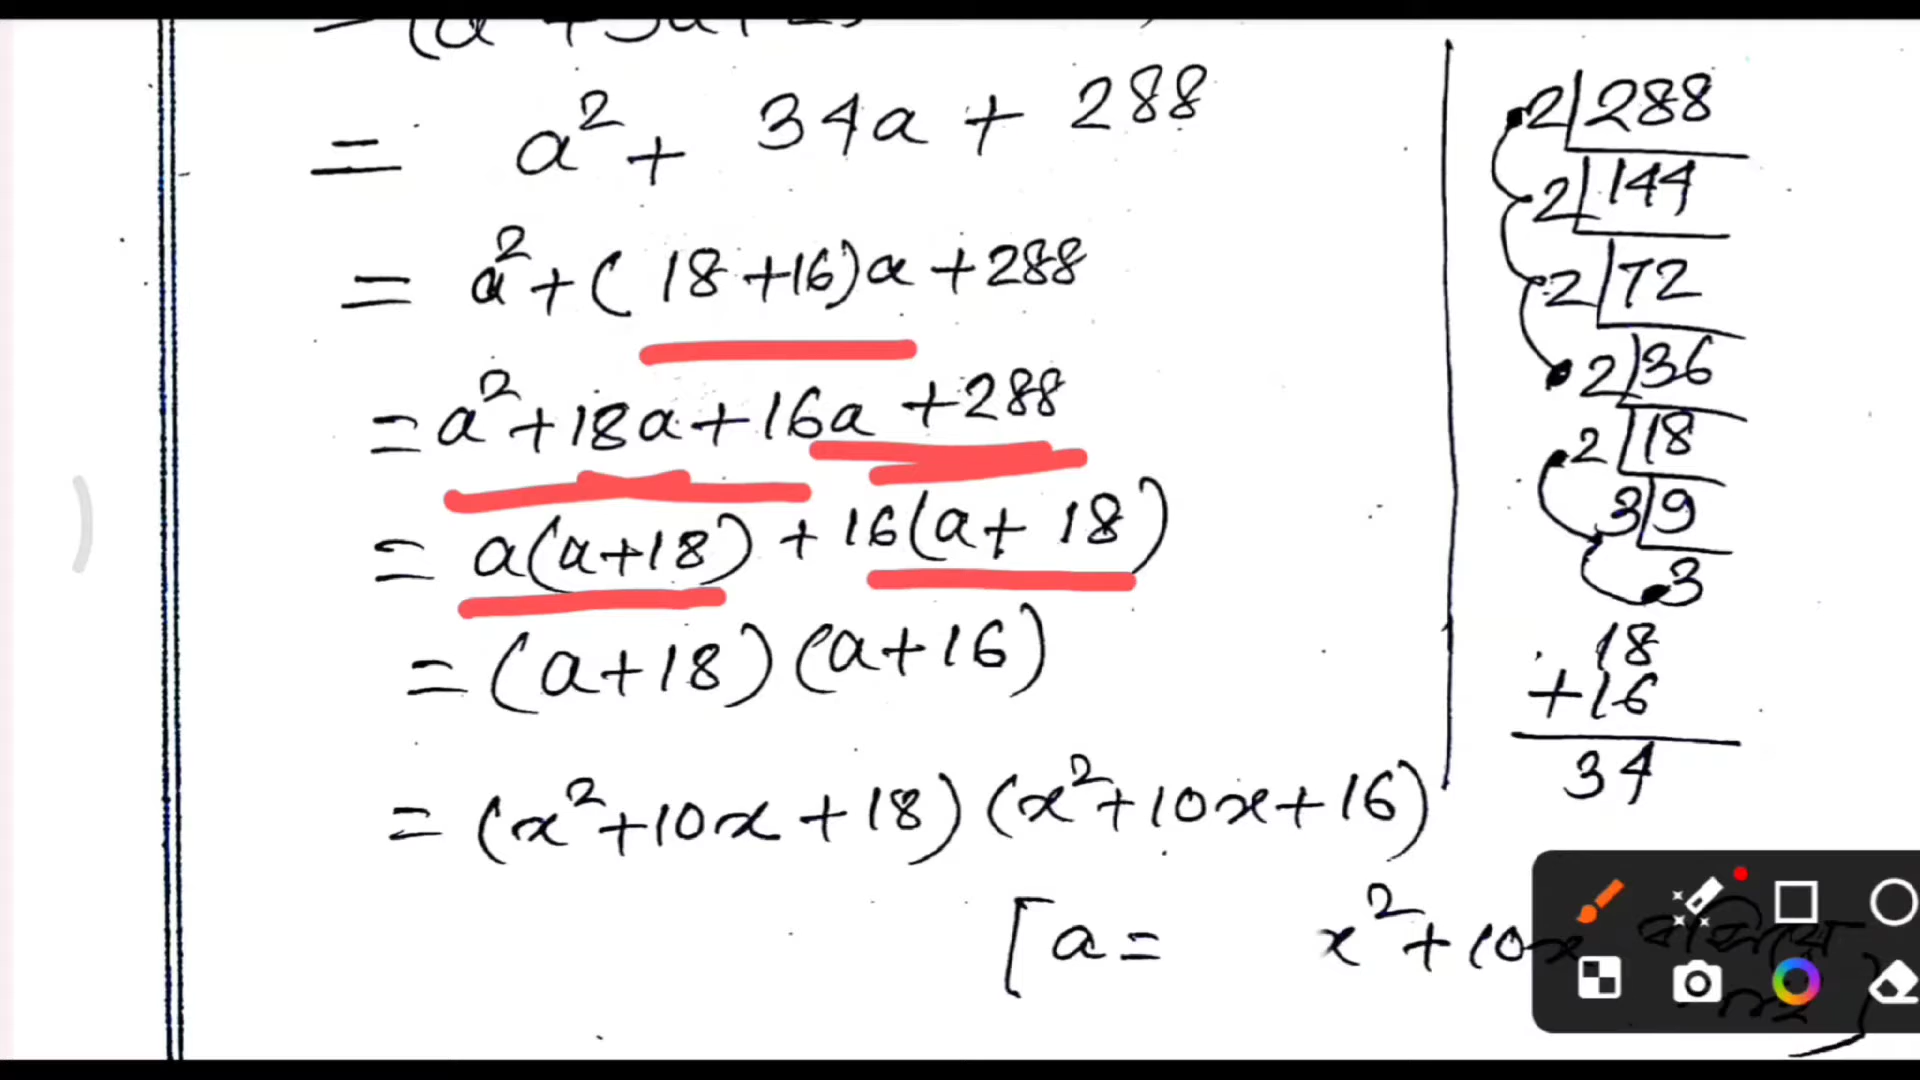 = a² + 34a + 288
= a² + (18 + 16)a + 288
= a² + 18a + 16a + 288
= a(a + 18) + 16(a + 18)
= (a + 18) (a + 16)
= (x² + 10x + 18) (x² + 10x + 16)
[a = x² + 10x
2 | 288
2 | 144
2 | 72
2 | 36
2 | 18
3 | 9
3
18
+ 16
34